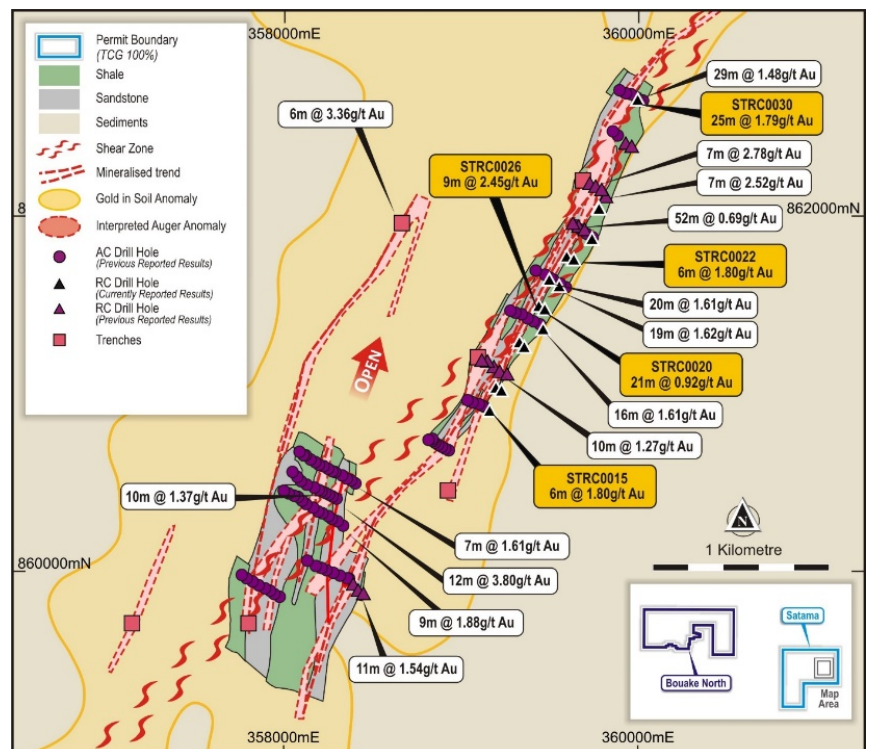 358000mE
360000mE
Permit Boundary
(TCG 100%)
Shale
Sandstone
Sediments
Shear Zone
Mineralised trend
Gold in Soil Anomaly
Interpreted Auger Anomaly
AC Drill Hole
(Previous Reported Results)
RC Drill Hole
(Currently Reported Results)
RC Drill Hole
(Previous Reported Results)
Trenches
6m @ 3.36g/t Au
29m @ 1.48g/t Au
STRC0030
25m @ 1.79g/t Au
STRC0026
9m @ 2.45g/t Au
7m @ 2.78g/t Au
7m @ 2.52g/t Au
8
862000mN
52m @ 0.69g/t Au
STRC0022
6m @ 1.80g/t Au
20m @ 1.61g/t Au
19m @ 1.62g/t Au
STRC0020
21m @ 0.92g/t Au
OPEN
16m @ 1.61g/t Au
10m @ 1.27g/t Au
STRC0015
6m @ 1.80g/t Au
10m @ 1.37g/t Au
N
1 Kilometre
7m @ 1.61g/t Au
860000mN
12m @ 3.80g/t Au
9m @ 1.88g/t Au
11m @ 1.54g/t Au
Satama
Bouake North
Map
Area
358000mE
360000mE